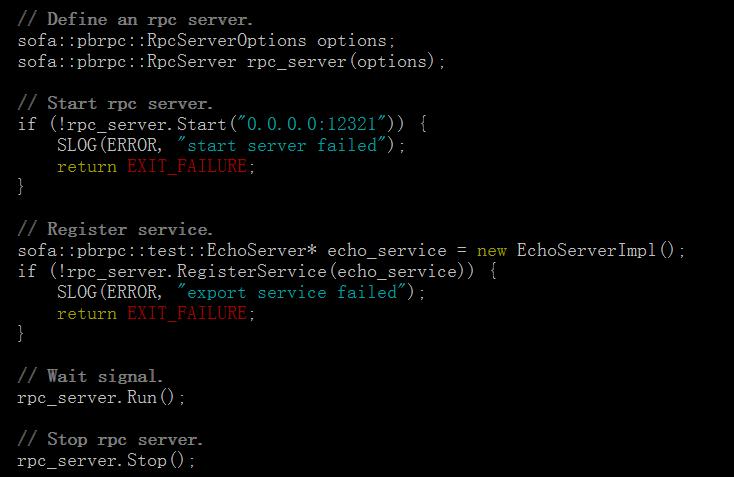 // Define an rpc server.
sofa::pbrpc::RpcServerOptions options;
sofa::pbrpc::RpcServer rpc_server(options);

// Start rpc server.
if (!rpc_server.Start("0.0.0.0:12321")) {
    SLOG(ERROR, "start server failed");
    return EXIT_FAILURE;
}

// Register service.
sofa::pbrpc::test::EchoServer* echo_service = new EchoServerImpl();
if (!rpc_server.RegisterService(echo_service)) {
    SLOG(ERROR, "export service failed");
    return EXIT_FAILURE;
}

// Wait signal.
rpc_server.Run();

// Stop rpc server.
rpc_server.Stop();